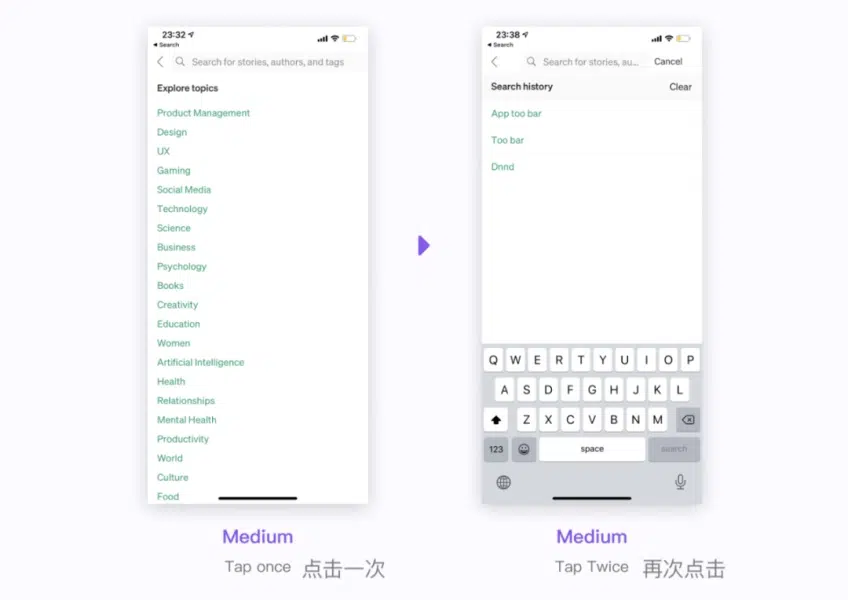 23:32
Search
Search for stories, authors, and tags
Explore topics
Product Management
Design
UX
Gaming
Social Media
Technology
Science
Business
Psychology
Books
Creativity
Education
Women
Artificial Intelligence
Health
Relationships
Mental Health
Productivity
World
Culture
Food
Medium
Tap once 点击一次
23:38
Search
Search for stories, au... Cancel
Search history Clear
App too bar
Too bar
Dnnd
Q W E R T Y U I O P
A S D F G H J K L
Z X C V B N M
123 space search
Medium
Tap Twice 再次点击